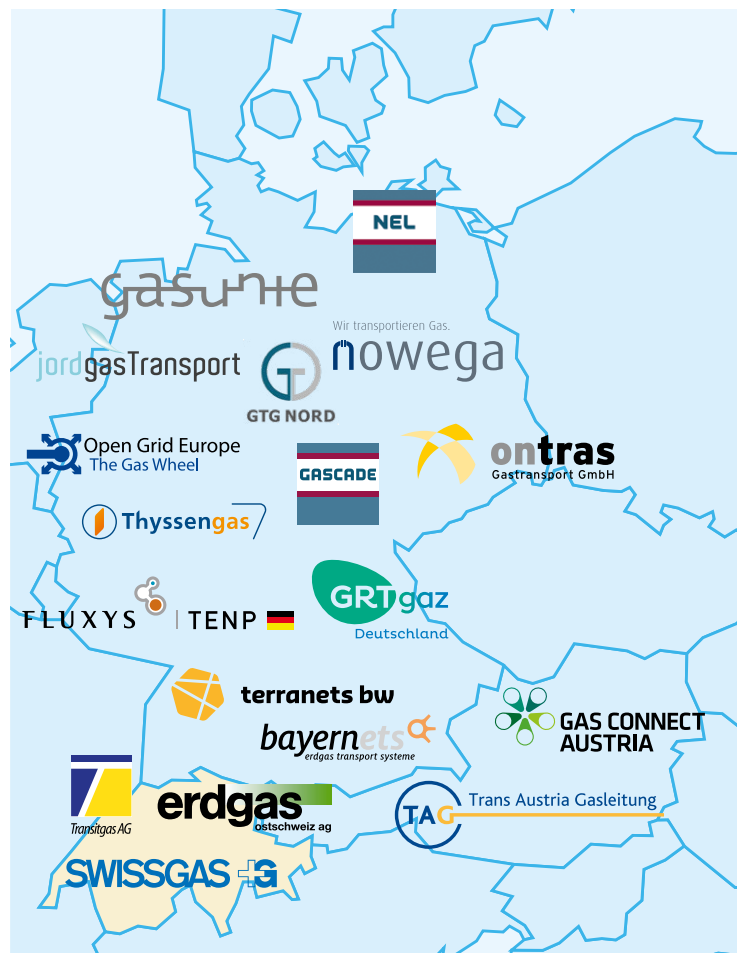 NEL
gasunie
Wir transportieren Gas.
nowega
jordgasTransport
GTG NORD
Open Grid Europe
The Gas Wheel
GASCADE
ontras
Gastransport GmbH
Thyssengas
GRTgaz
Deutschland
FLUXYS | TENP
terranets bw
bayernets
erdgas transport systeme
GAS CONNECT
AUSTRIA
Transitgas AG
erdgas
ostschweiz ag
TAG Trans Austria Gasleitung
SWISSGAS G